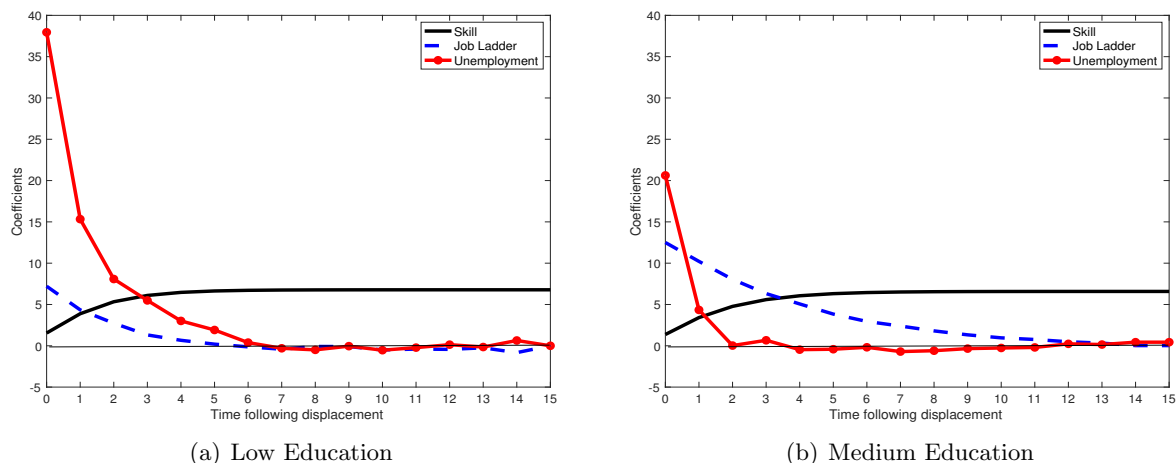 40
35
30
25
20
15
10
5
0
-5
Coefficients
Skill
Job Ladder
Unemployment
0 1 2 3 4 5 6 7 8 9 10 11 12 13 14 15
Time following displacement
(a) Low Education
40
35
30
25
20
15
10
5
0
-5
Coefficients
Skill
Job Ladder
Unemployment
0 1 2 3 4 5 6 7 8 9 10 11 12 13 14 15
Time following displacement
(b) Medium Education